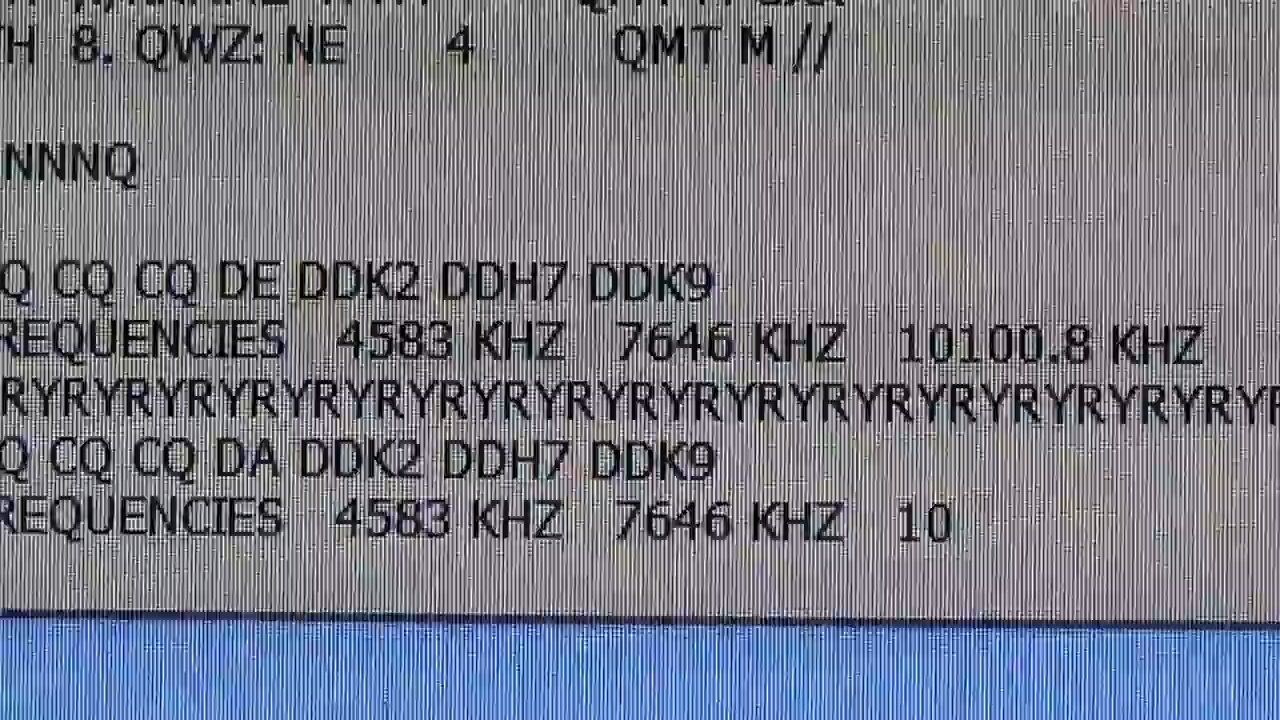 H 8. QWZ: NE 4 QMT M //
NNNQ
Q CQ CQ DE DDK2 DDH7 DDK9
REQUENCIES 4583 KHZ 7646 KHZ 10100.8 KHZ
RYRYRYRYRYRYRYRYRYRYRYRYRYRYRYRYRYRYRYRYR
Q CQ CQ DA DDK2 DDH7 DDK9
REQUENCIES 4583 KHZ 7646 KHZ 10